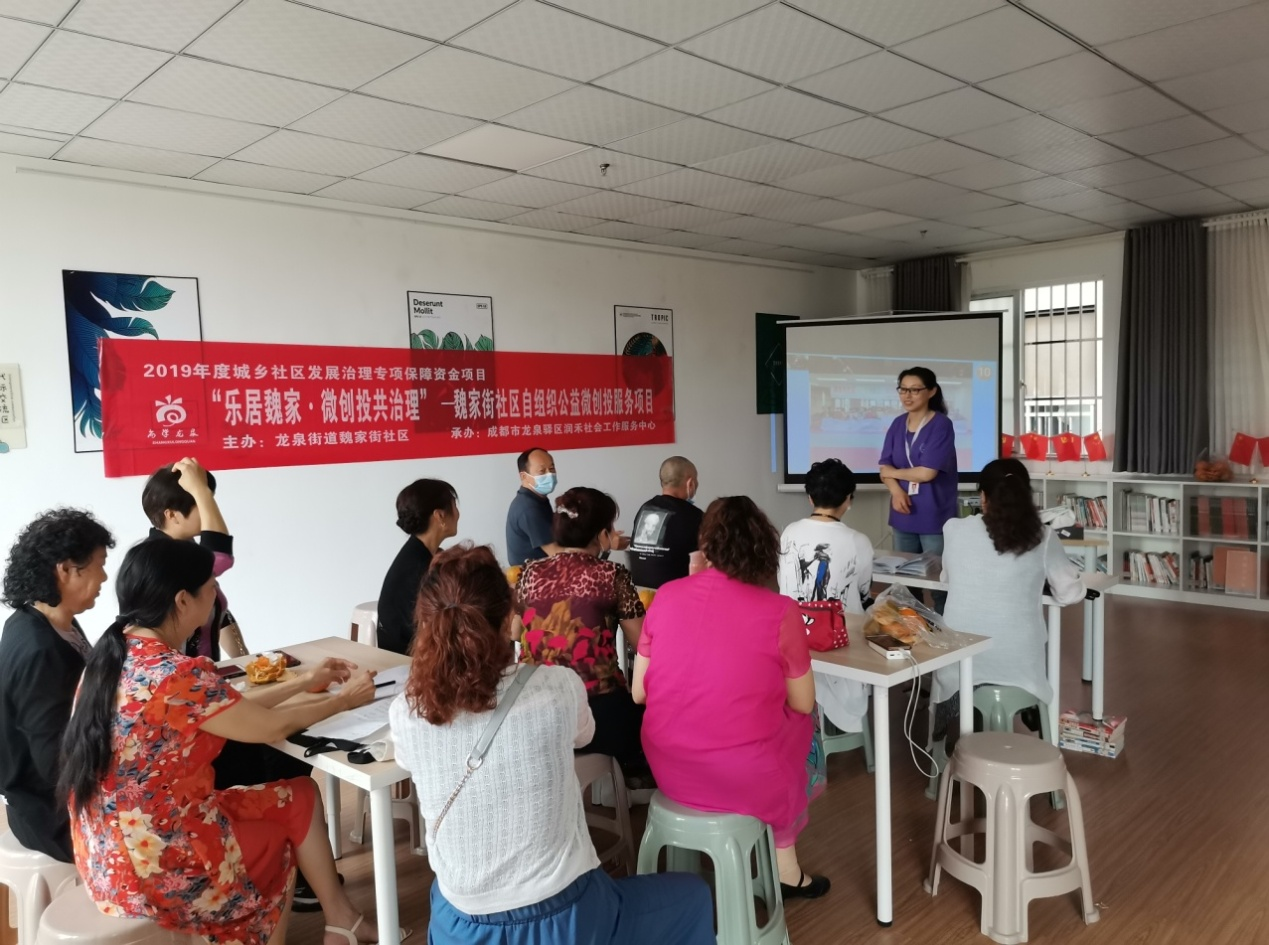 Deserunt
Mollit
TROPIC
2019年度城乡社区发展治理专项保障资金项目
“乐居魏家·微创投共治理”—魏家街社区自组织公益微创投服务项目
主办：龙泉街道魏家街社区
承办：成都市龙泉驿区润禾社会工作服务中心
10